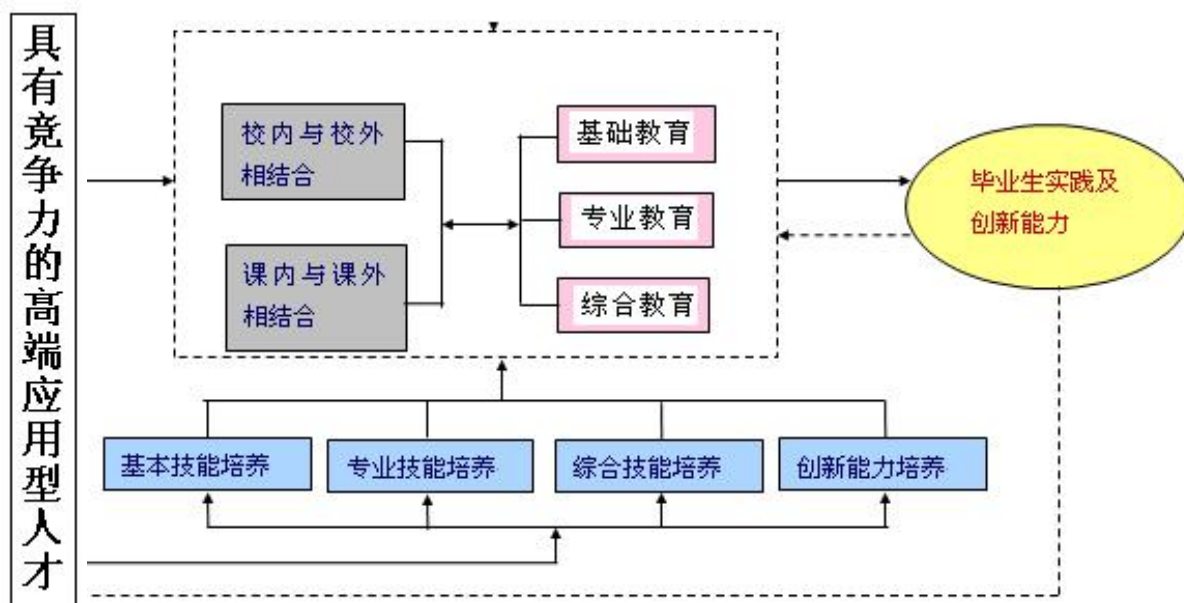 具有竞争力的高端应用型人才
校内与校外
相结合
课内与课外
相结合
基础教育
专业教育
综合教育
毕业生实践及
创新能力
基本技能培养
专业技能培养
综合技能培养
创新能力培养